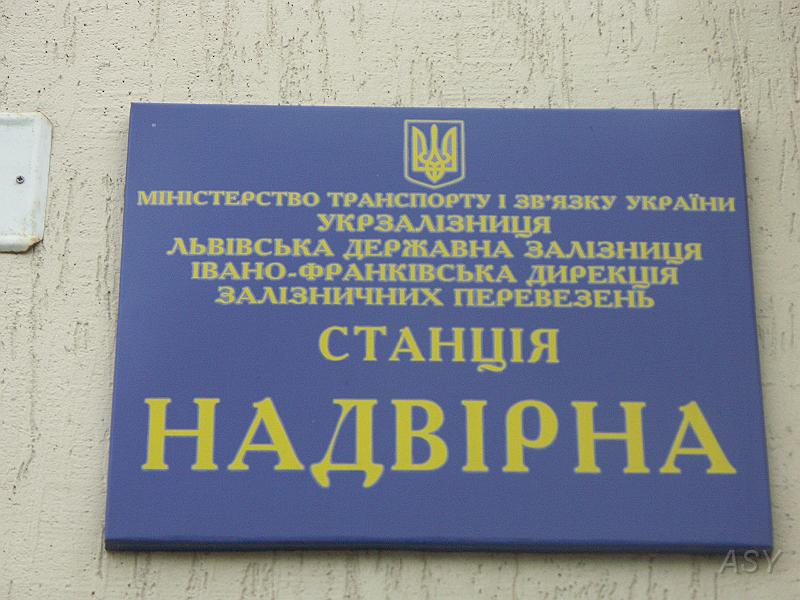 МІНІСТЕРСТВО ТРАНСПОРТУ І ЗВ'ЯЗКУ УКРАЇНИ
УКРЗАЛІЗНИЦЯ
ЛЬВІВСЬКА ДЕРЖАВНА ЗАЛІЗНИЦЯ
ІВАНО-ФРАНКІВСЬКА ДИРЕКЦІЯ
ЗАЛІЗНИЧНИХ ПЕРЕВЕЗЕНЬ
СТАНЦІЯ
НАДВІРНА
ASY